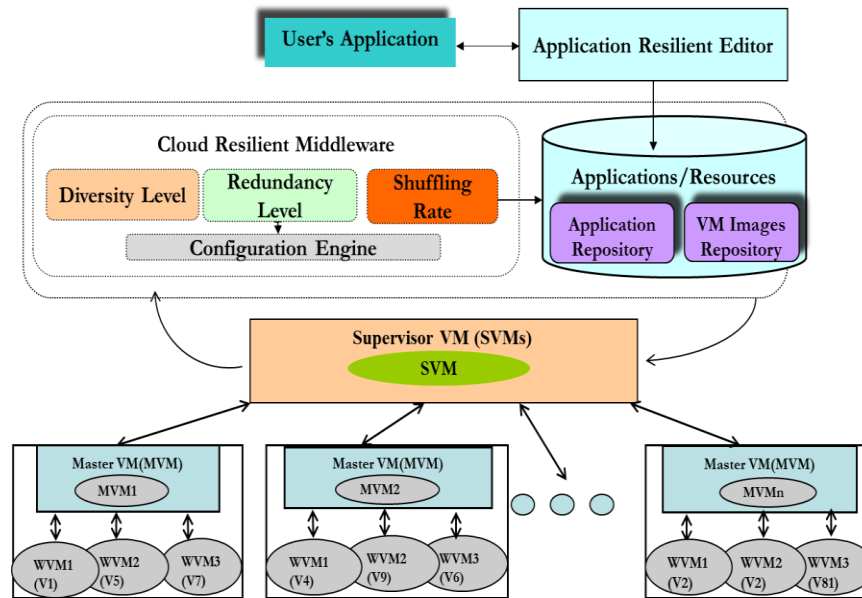 User's Application
Application Resilient Editor
Cloud Resilient Middleware
Diversity Level
Redundancy
Level
Shuffling
Rate
Configuration Engine
Applications/Resources
Application
Repository
VM Images
Repository
Supervisor VM (SVMs)
SVM
Master VM(MVM)
MVM1
WVM1
(V1)
WVM2
(V5)
WVM3
(V7)
Master VM(MVM)
MVM2
WVM1
(V4)
WVM2
(V9)
WVM3
(V6)
Master VM(MVM)
MVMn
WVM1
(V2)
WVM2
(V2)
WVM3
(V81)